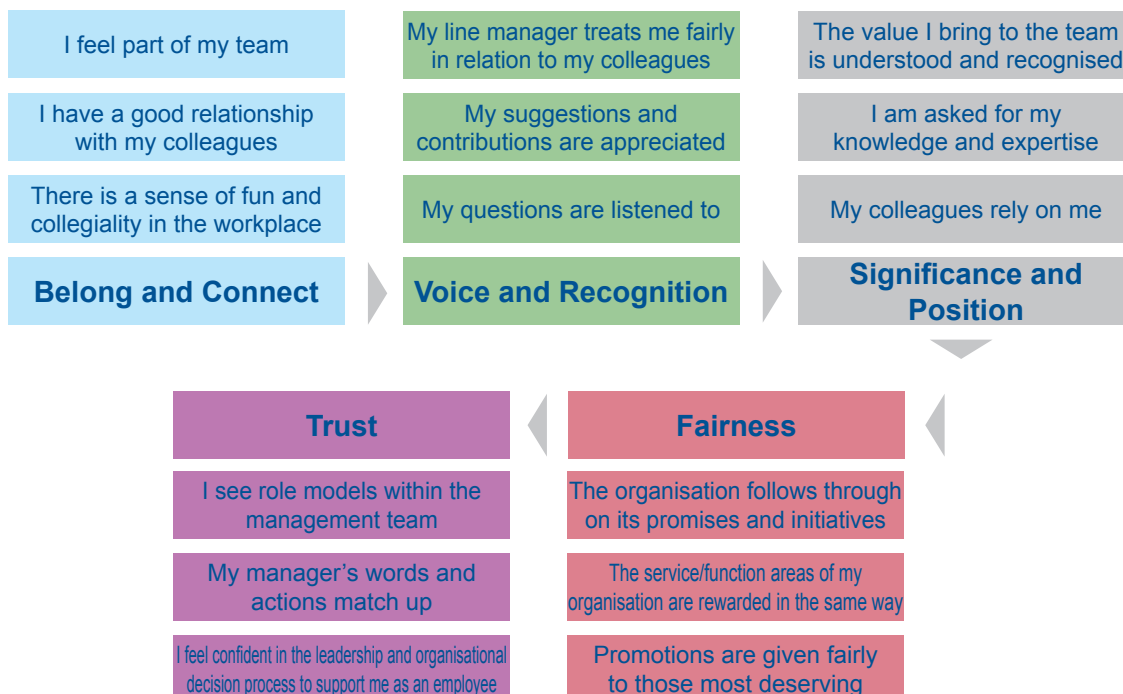 I feel part of my team
I have a good relationship
with my colleagues
There is a sense of fun and
collegiality in the workplace
Belong and Connect
My line manager treats me fairly
in relation to my colleagues
My suggestions and
contributions are appreciated
My questions are listened to
Voice and Recognition
The value I bring to the team
is understood and recognised
I am asked for my
knowledge and expertise
My colleagues rely on me
Significance and
Position
Fairness
The organisation follows through
on its promises and initiatives
The service/function areas of my
organisation are rewarded in the same way
Promotions are given fairly
to those most deserving
Trust
I see role models within the
management team
My manager’s words and
actions match up
I feel confident in the leadership and organisational
decision process to support me as an employee